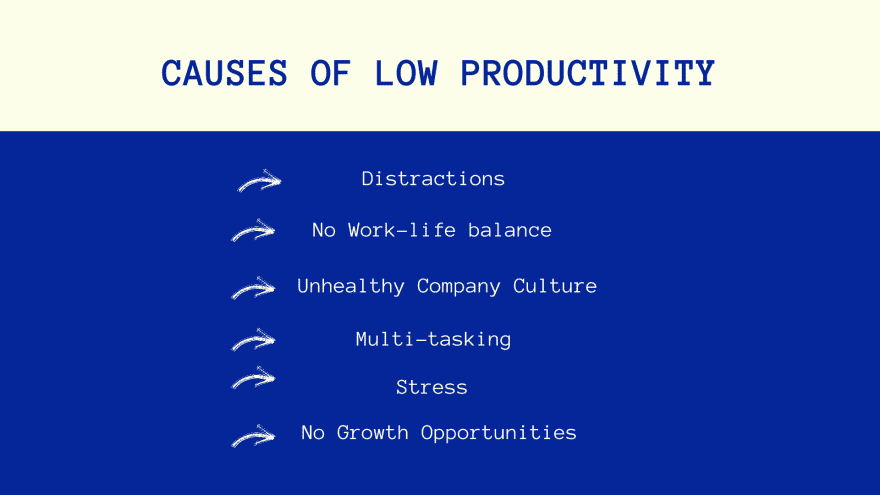 CAUSES OF LOW PRODUCTIVITY
Distractions
No Work-life balance
Unhealthy Company Culture
Multi-tasking
Stress
No Growth Opportunities